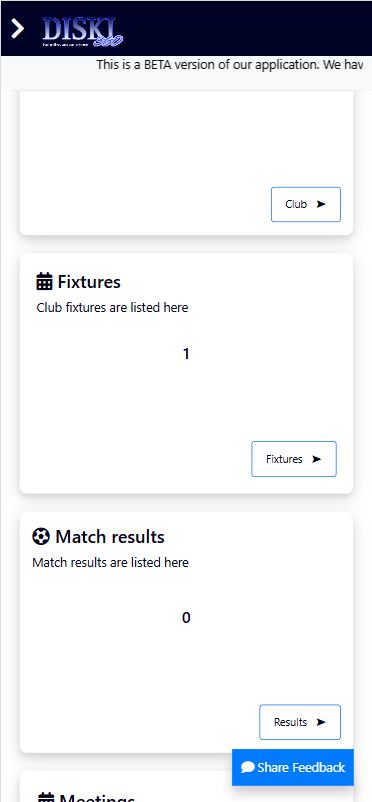 DISKI
360
This is a BETA version of our application. We hav
Club
Fixtures
Club fixtures are listed here
1
Fixtures
Match results
Match results are listed here
0
Results
Share Feedback
Meetings